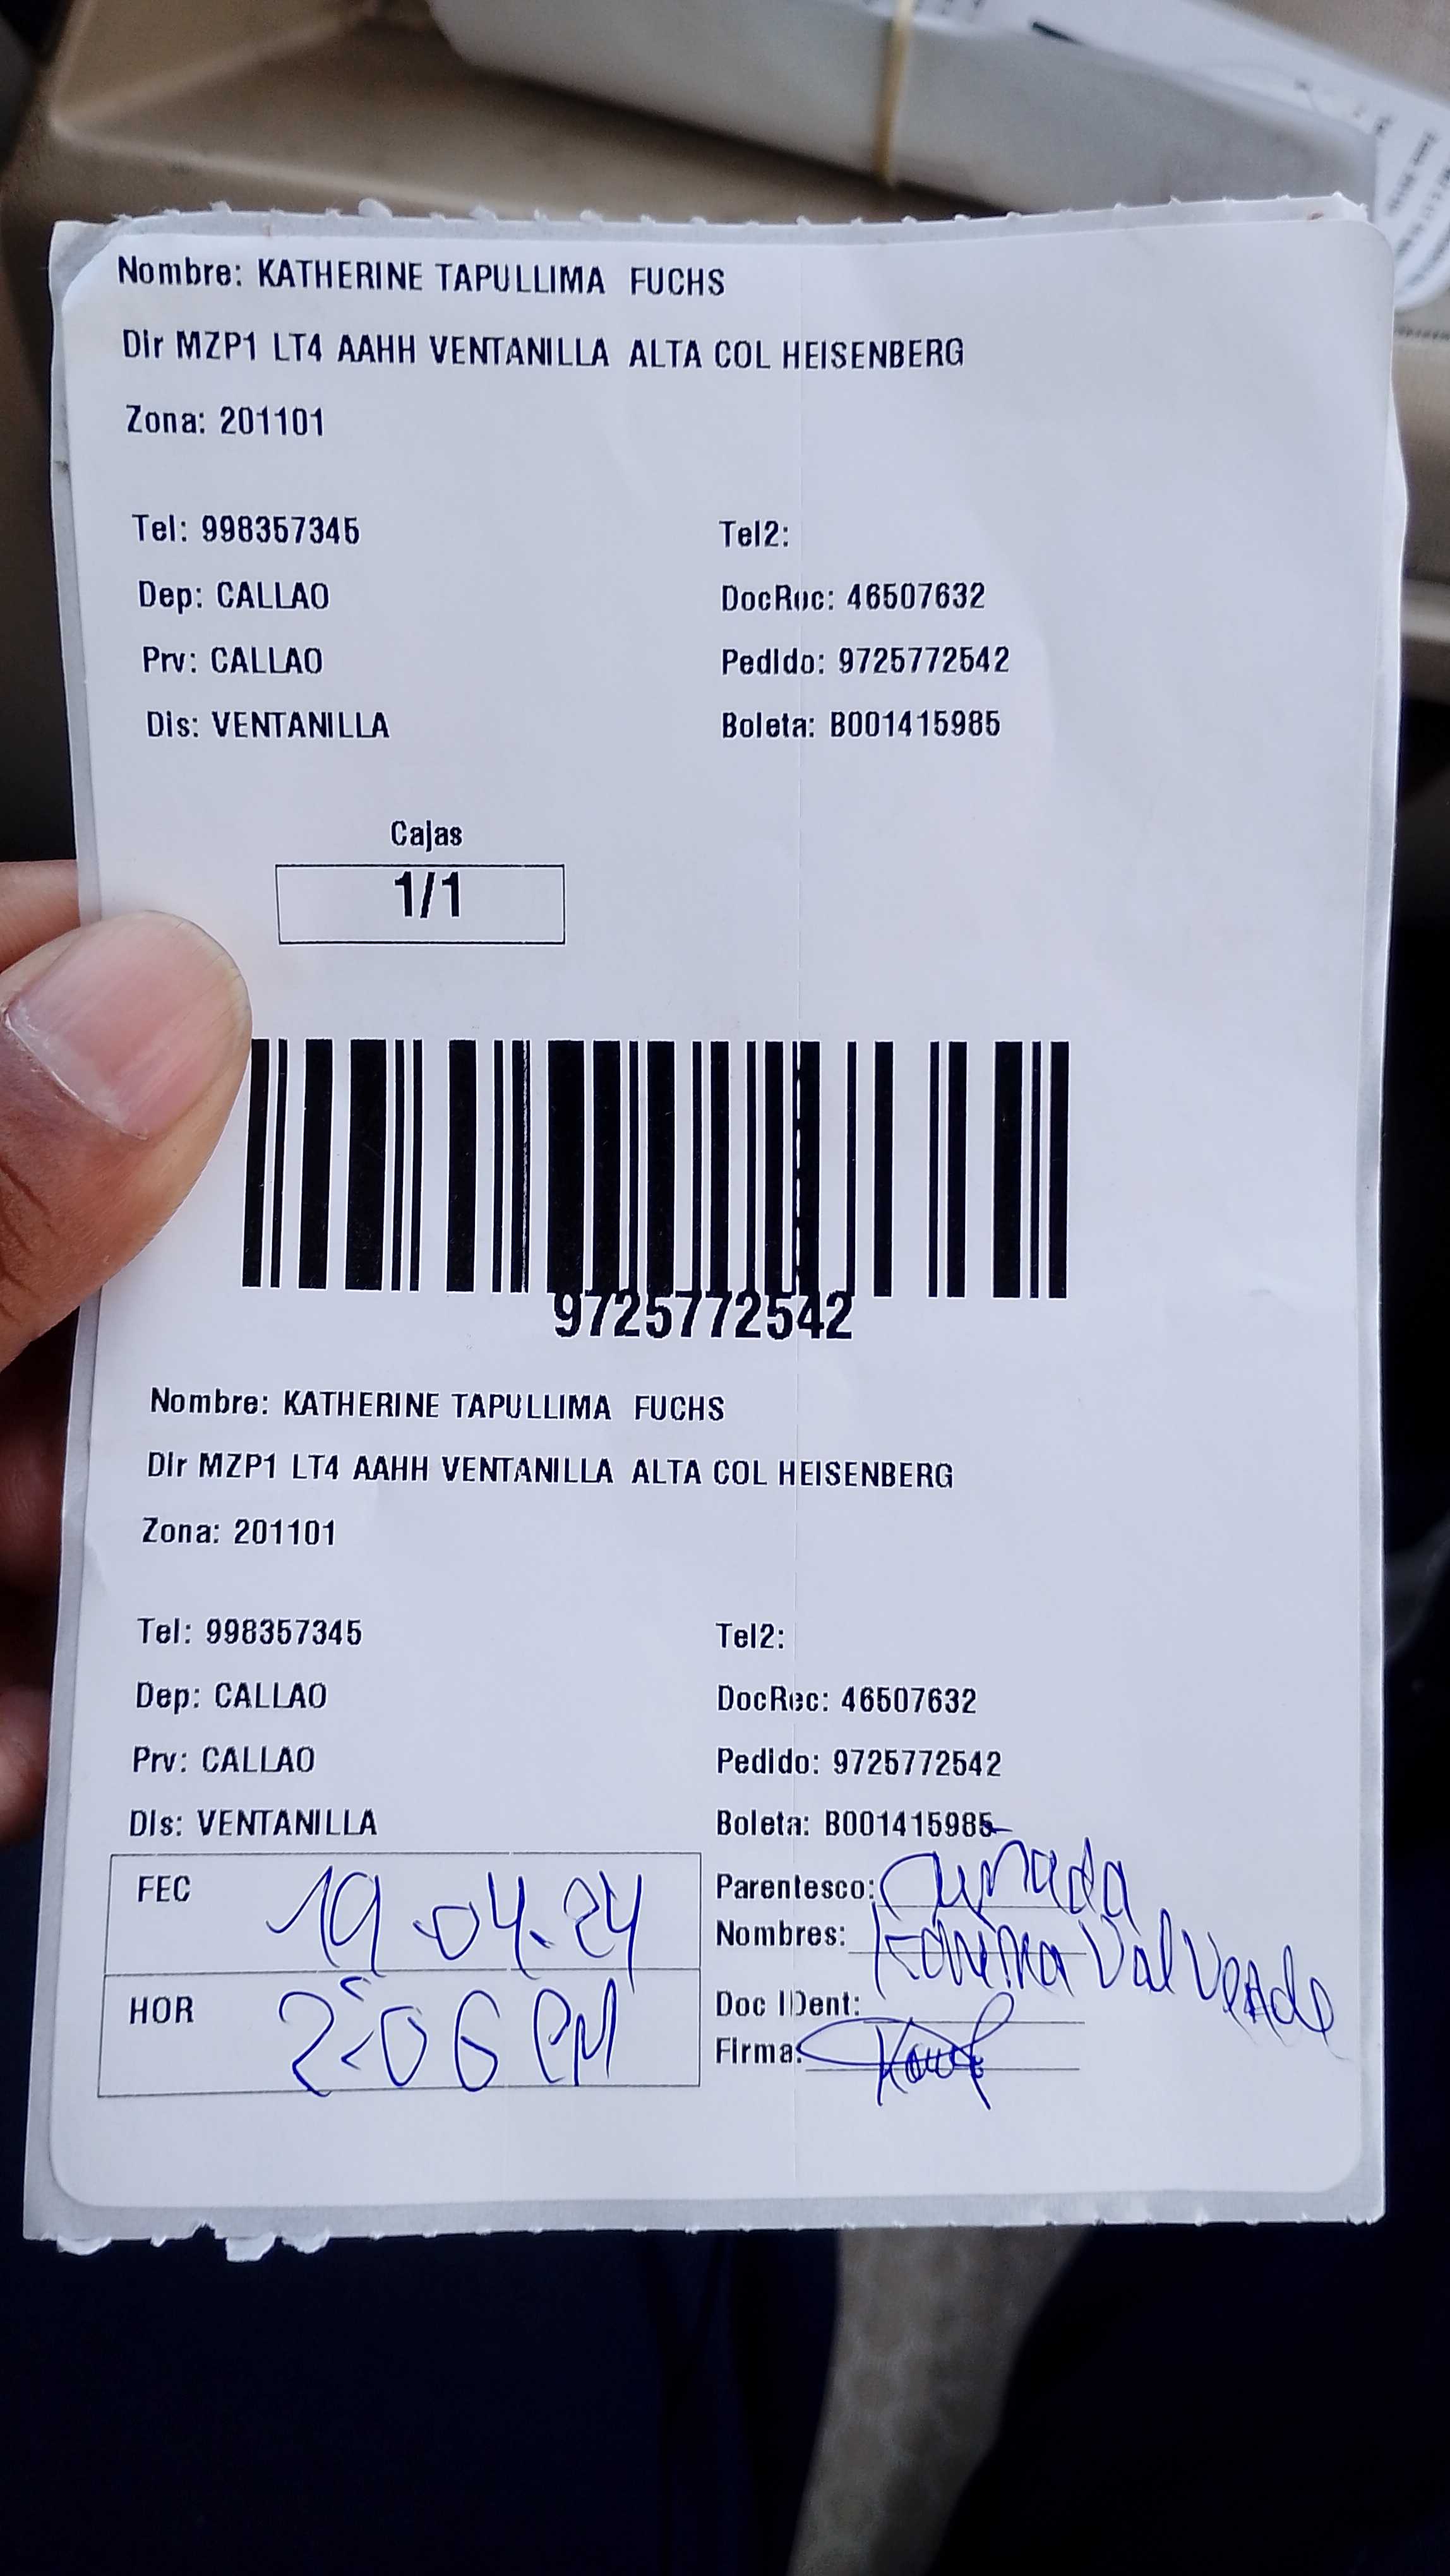 Nombre: KATHERINE TAPULLIMA FUCHS
Dir MZP1 LT4 AAHH VENTANILLA ALTA COL HEISENBERG
Zona: 201101
Tel: 998357345 Tel2:
Dep: CALLAO DocRec: 46507632
Prv: CALLAO Pedido: 9725772542
Dis: VENTANILLA Boleta: B001415985
Cajas
1/1
9725772542
Nombre: KATHERINE TAPULLIMA FUCHS
Dir MZP1 LT4 AAHH VENTANILLA ALTA COL HEISENBERG
Zona: 201101
Tel: 998357345 Tel2:
Dep: CALLAO DocRec: 46507632
Prv: CALLAO Pedido: 9725772542
Dis: VENTANILLA Boleta: B001415985
FEC 19-04-24 Parentesco: Cuñada
Nombres: Valverde
HOR 2:06 PM Doc IDent:
Firma: